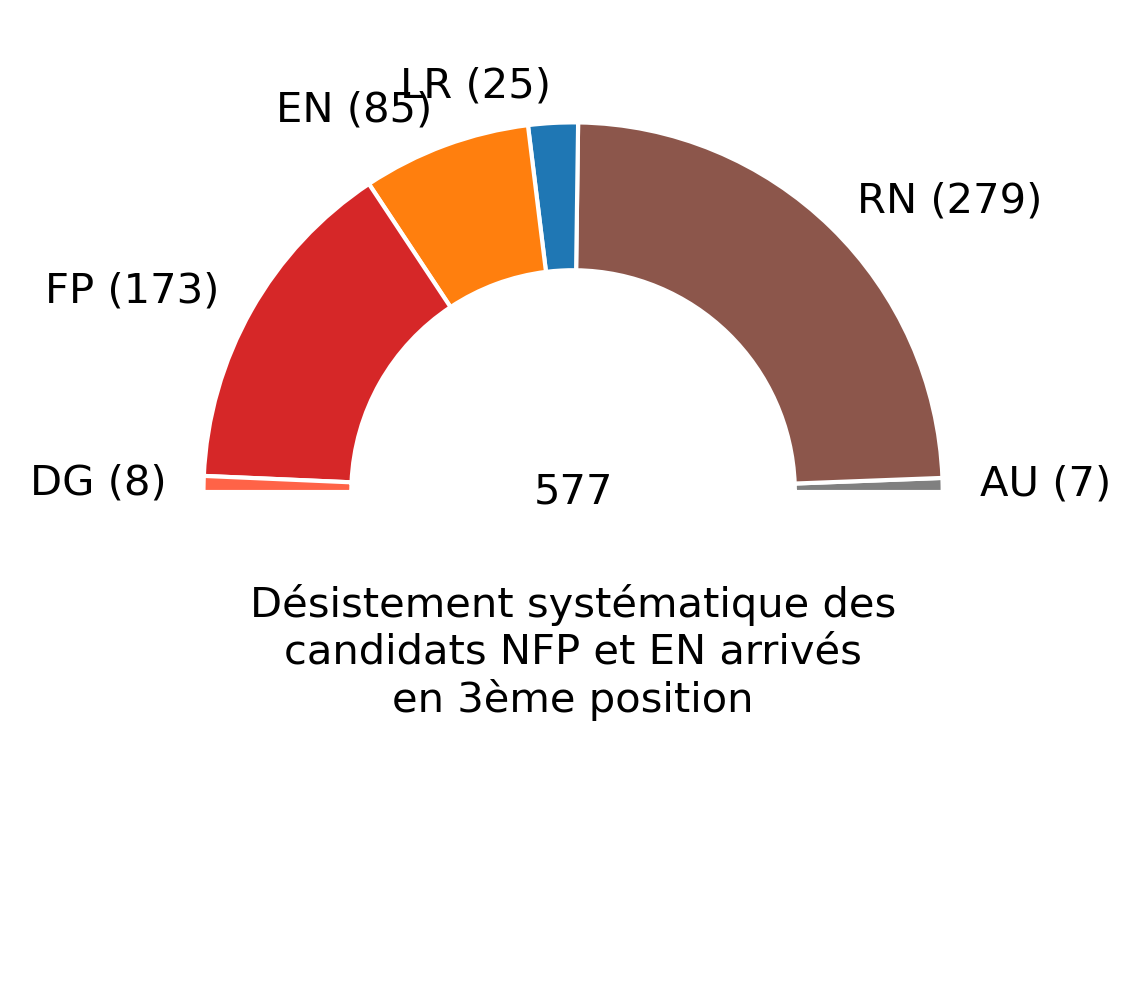 LR (25)
EN (85)
RN (279)
FP (173)
DG (8)
577
AU (7)
Désistement systématique des
candidats NFP et EN arrivés
en 3ème position